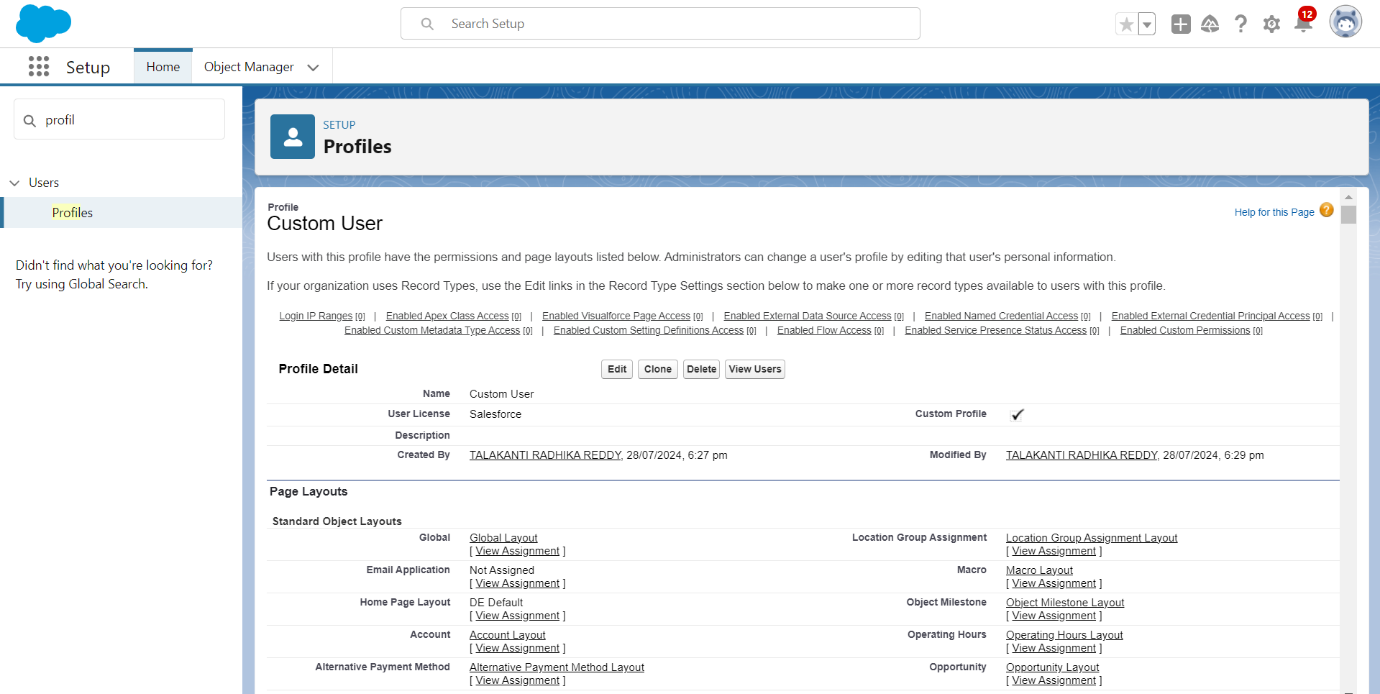 Search Setup
12
Setup
Home
Object Manager
profil
Users
Profiles
Didn't find what you're looking for?
Try using Global Search.
SETUP
Profiles
Profile
Custom User
Help for this Page ?
Users with this profile have the permissions and page layouts listed below. Administrators can change a user's profile by editing that user's personal information.
If your organization uses Record Types, use the Edit links in the Record Type Settings section below to make one or more record types available to users with this profile.
Login IP Ranges [0] | Enabled Apex Class Access [0] | Enabled Visualforce Page Access [0] | Enabled External Data Source Access [0] | Enabled Named Credential Access [0] | Enabled External Credential Principal Access [0] |
Enabled Custom Metadata Type Access [0] | Enabled Custom Setting Definitions Access [0] | Enabled Flow Access [0] | Enabled Service Presence Status Access [0] | Enabled Custom Permissions [0]
Profile Detail Edit Clone Delete View Users
Name Custom User
User License Salesforce Custom Profile ✓
Description
Created By TALAKANTI RADHIKA REDDY, 28/07/2024, 6:27 pm Modified By TALAKANTI RADHIKA REDDY, 28/07/2024, 6:29 pm
Page Layouts
Standard Object Layouts
Global Global Layout Location Group Assignment Location Group Assignment Layout
[ View Assignment ] [ View Assignment ]
Email Application Not Assigned Macro Macro Layout
[ View Assignment ] [ View Assignment ]
Home Page Layout DE Default Object Milestone Object Milestone Layout
[ View Assignment ] [ View Assignment ]
Account Account Layout Operating Hours Operating Hours Layout
[ View Assignment ] [ View Assignment ]
Alternative Payment Method Alternative Payment Method Layout Opportunity Opportunity Layout
[ View Assignment ] [ View Assignment ]